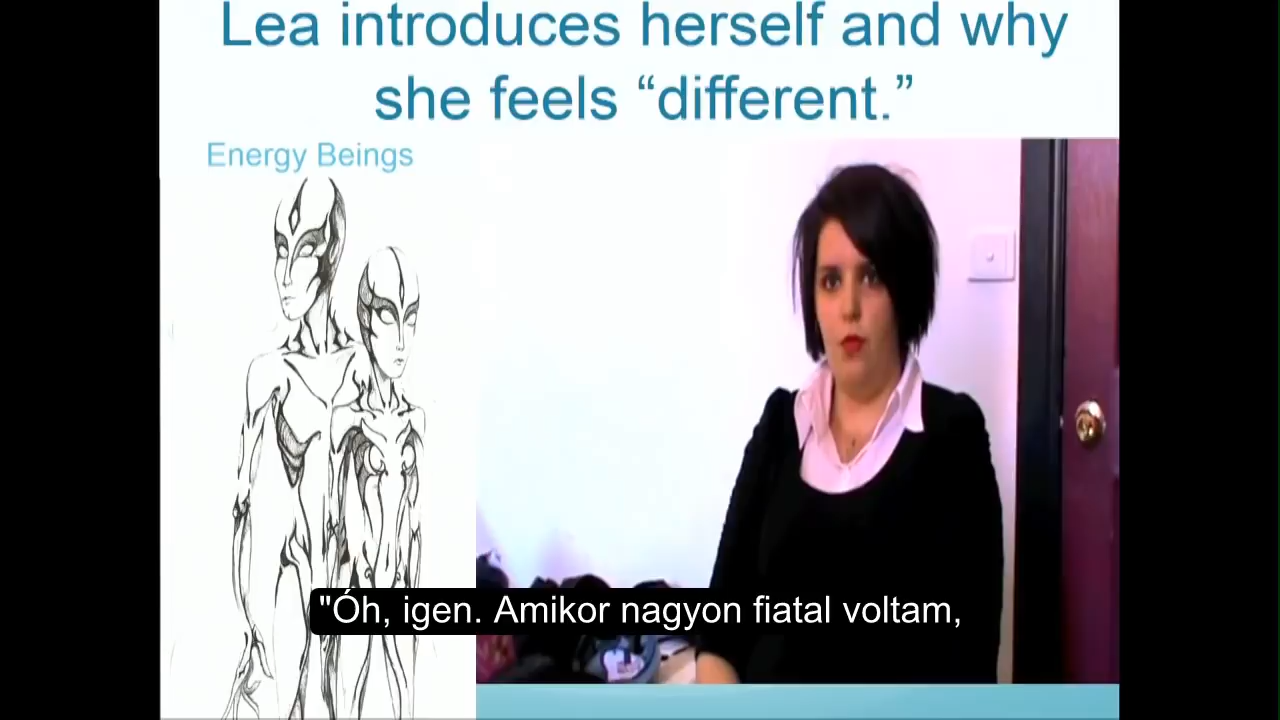 Lea introduces herself and why
she feels “different.”
Energy Beings
"Óh, igen. Amikor nagyon fiatal voltam,